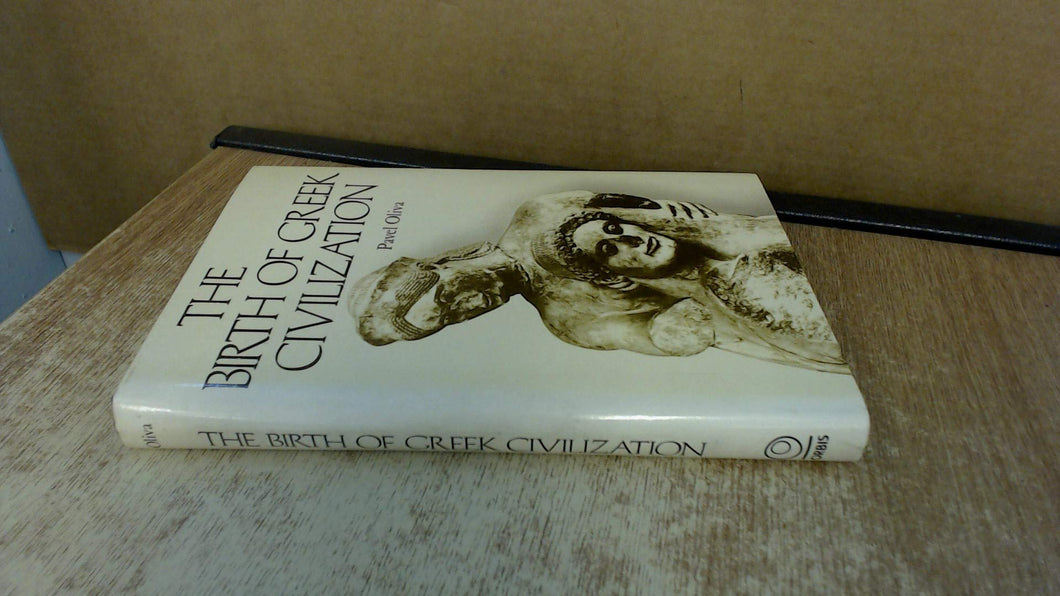 THE
BIRTH OF GREEK
CIVILIZATION
Pavel Oliva
Oliva
THE BIRTH OF GREEK CIVILIZATION
ORBIS